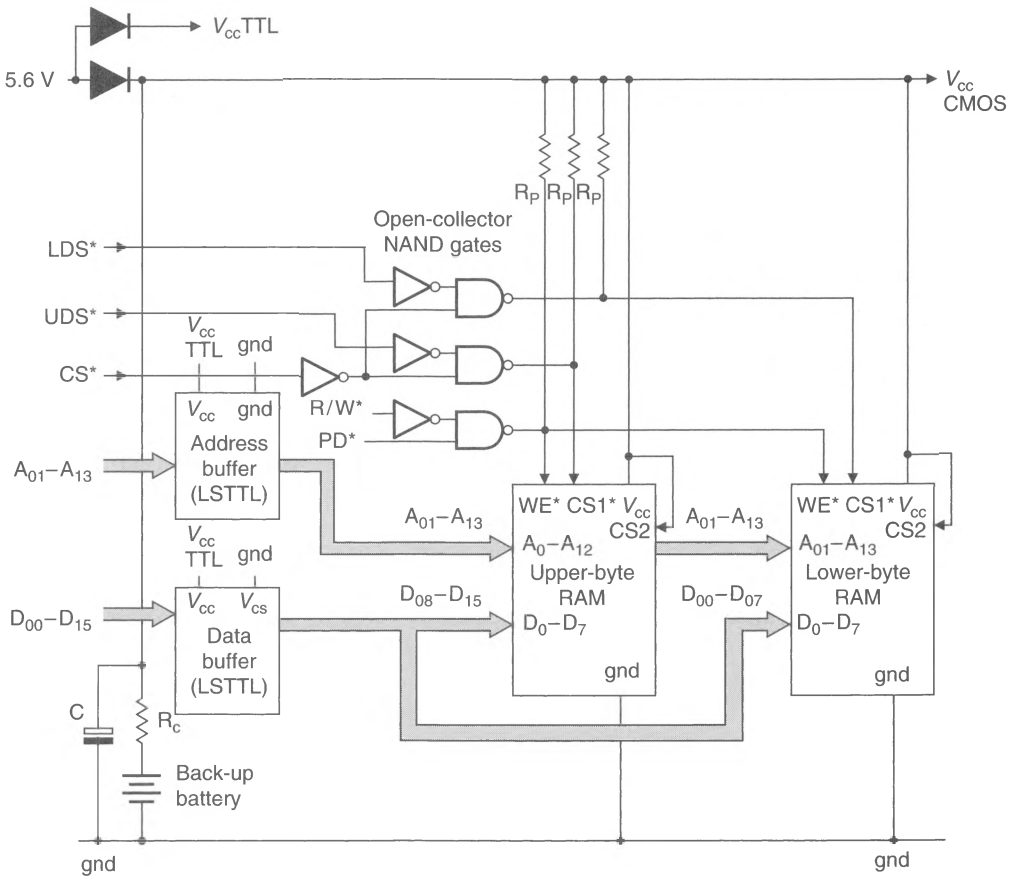 V_cc TTL
5.6 V
V_cc
CMOS
R_P R_P R_P
Open-collector
NAND gates
LDS*
UDS*
CS*
V_cc
TTL gnd
R/W*
PD*
V_cc gnd
Address
buffer
(LSTTL)
A_01–A_13
V_cc
TTL gnd
V_cc V_cs
Data
buffer
(LSTTL)
D_00–D_15
A_01–A_13
D_08–D_15
WE* CS1* V_cc
CS2
A_0–A_12
Upper-byte
RAM
D_0–D_7
gnd
A_01–A_13
D_00–D_07
WE* CS1* V_cc
CS2
A_01–A_13
Lower-byte
RAM
D_0–D_7
gnd
C
R_c
Back-up
battery
gnd
gnd